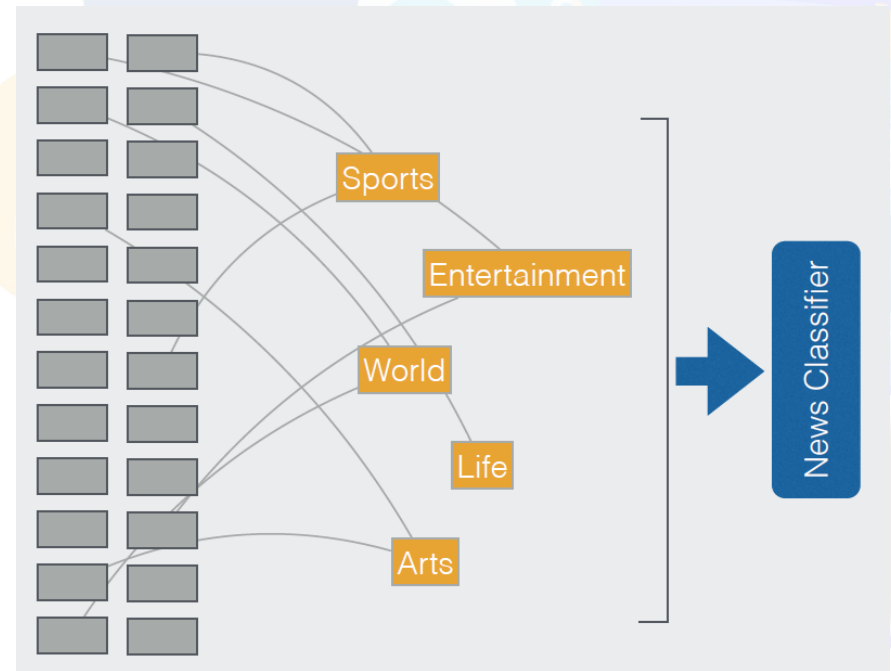 Sports
Entertainment
World
Life
Arts
News Classifier